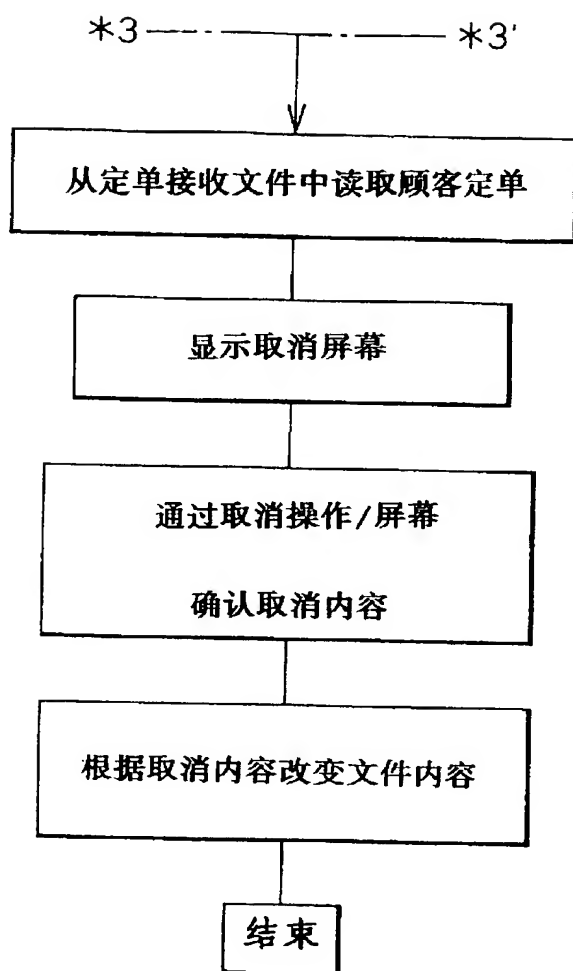 *3 *3'
从定单接收文件中读取顾客定单
显示取消屏幕
通过取消操作/屏幕
确认取消内容
根据取消内容改变文件内容
结束